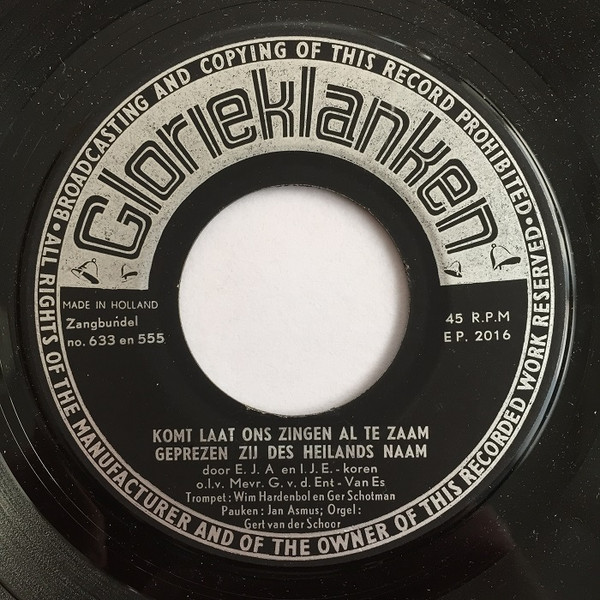 • BROADCASTING AND COPYING OF THIS RECORD PROHIBITED •
Glorieklanken
MADE IN HOLLAND
Zangbundel
no. 633 en 555
45 R.P.M
EP. 2016
KOMT LAAT ONS ZINGEN AL TE ZAAM
GEPREZEN ZIJ DES HEILANDS NAAM
door E. J. A en I.J.E.- koren
o.l.v. Mevr. G. v. d. Ent - Van Es
Trompet: Wim Hardenbol en Ger Schotman
Pauken: Jan Asmus; Orgel:
Gert van der Schoor
ALL RIGHTS OF THE MANUFACTURER AND OF THE OWNER OF THIS RECORDED WORK RESERVED